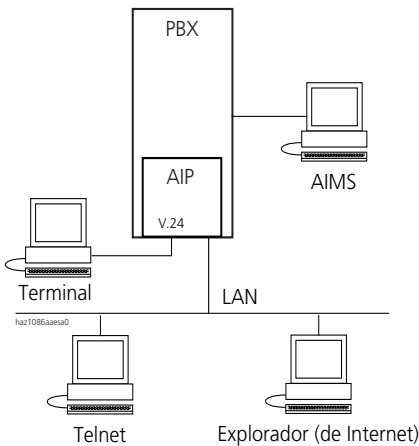 PBX
AIP
AIMS
V.24
Terminal
LAN
haz1086aaesa0
Telnet
Explorador (de Internet)